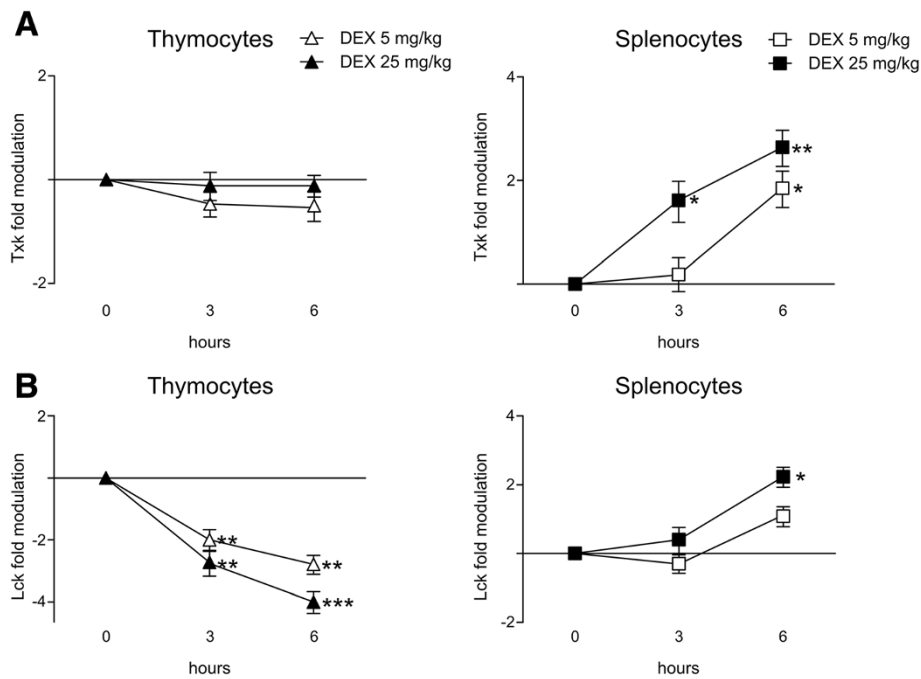 A
Thymocytes
DEX 5 mg/kg
DEX 25 mg/kg
Txk fold modulation
2
-2
0 3 6
hours
Splenocytes
DEX 5 mg/kg
DEX 25 mg/kg
Txk fold modulation
4
2
*
**
*
0 3 6
hours
B
Thymocytes
Lck fold modulation
2
-2
-4
**
**
**
***
0 3 6
hours
Splenocytes
Lck fold modulation
4
2
0
-2
*
0 3 6
hours